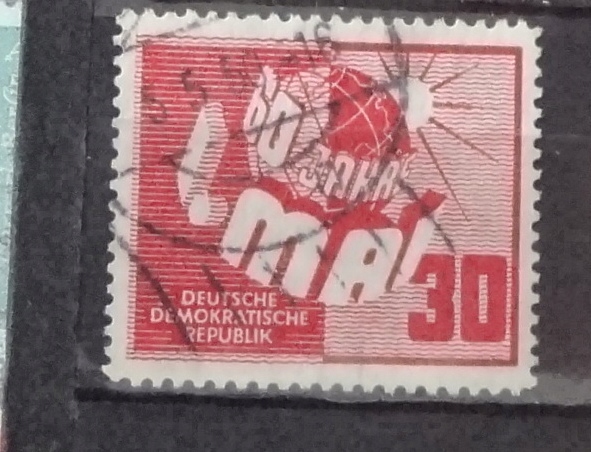 60 JAHRE
1. MAI
30
DEUTSCHE
DEMOKRATISCHE
REPUBLIK